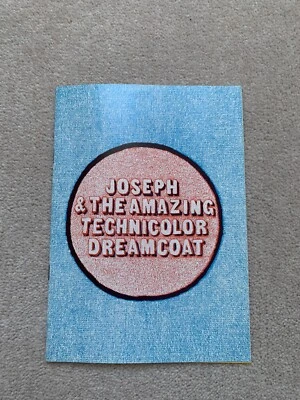 JOSEPH
& THE AMAZING
TECHNICOLOR
DREAMCOAT